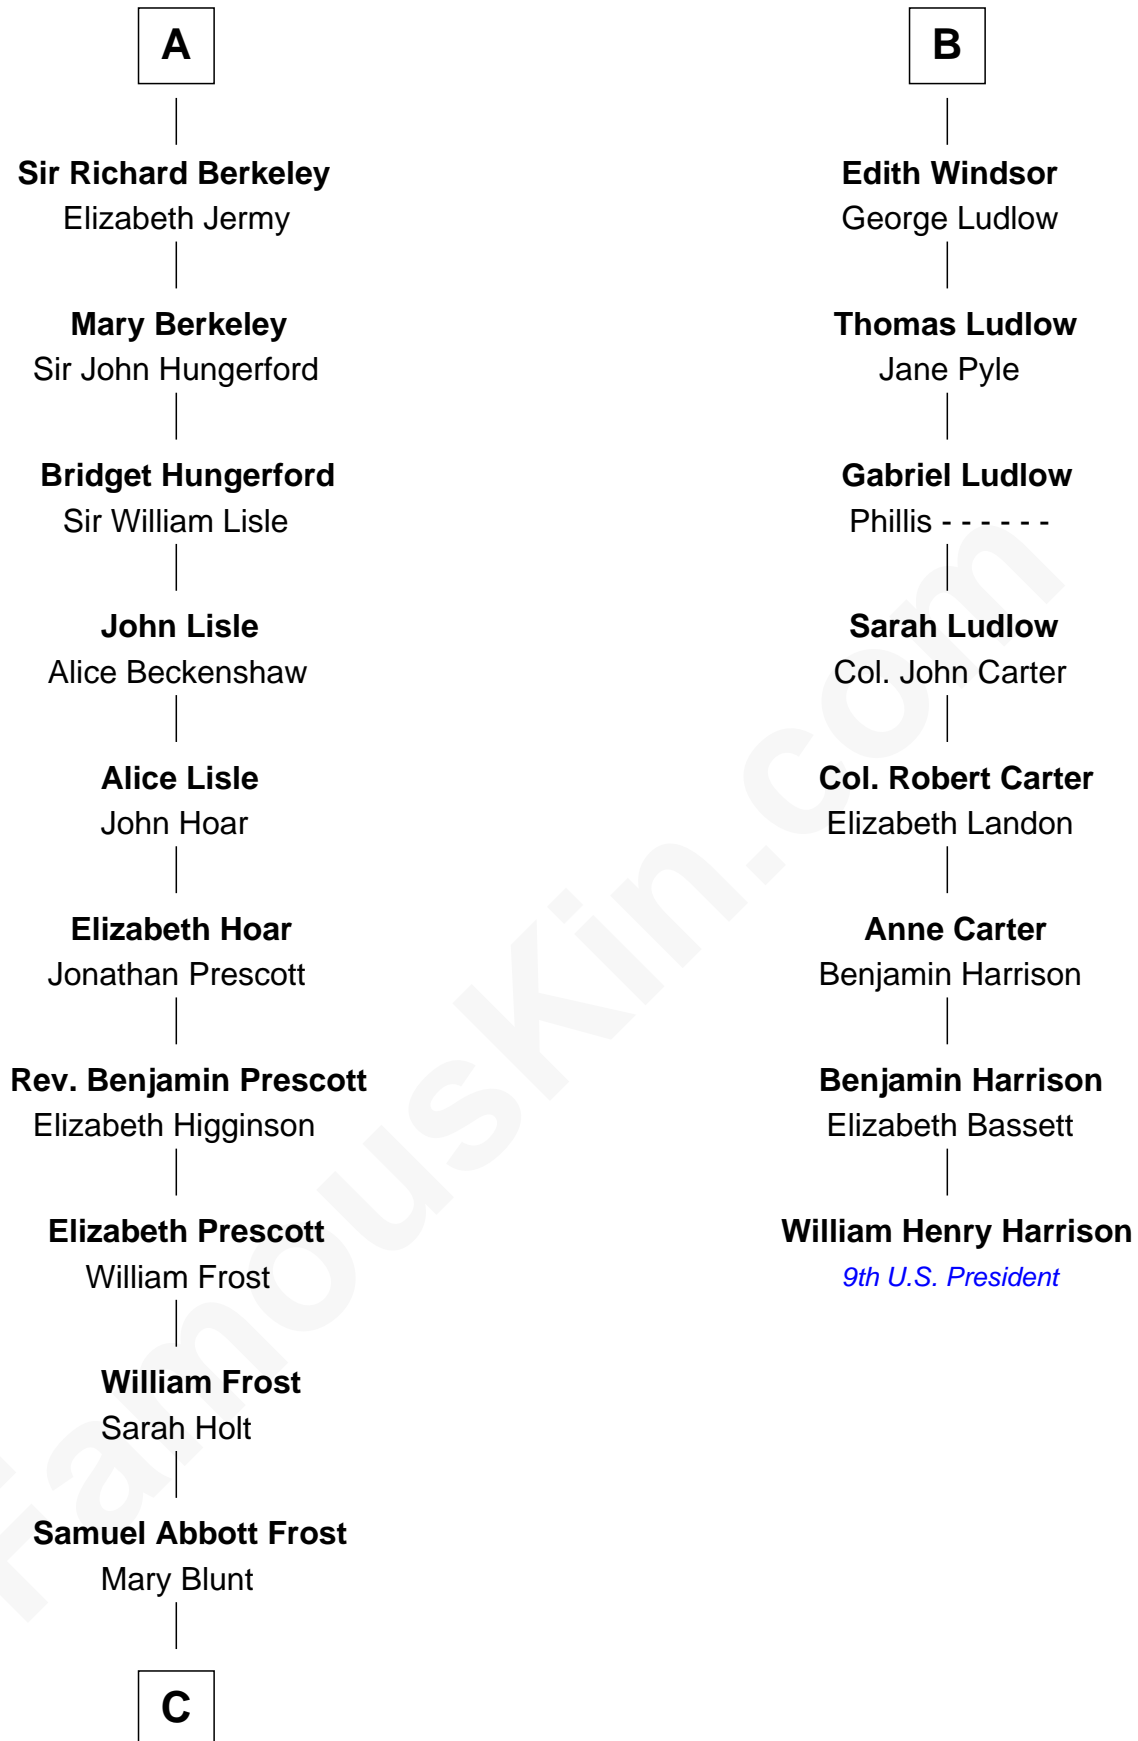 A
Sir Richard Berkeley
Elizabeth Jermy
Mary Berkeley
Sir John Hungerford
Bridget Hungerford
Sir William Lisle
John Lisle
Alice Beckenshaw
Alice Lisle
John Hoar
Elizabeth Hoar
Jonathan Prescott
Rev. Benjamin Prescott
Elizabeth Higginson
Elizabeth Prescott
William Frost
William Frost
Sarah Holt
Samuel Abbott Frost
Mary Blunt
C
B
Edith Windsor
George Ludlow
Thomas Ludlow
Jane Pyle
Gabriel Ludlow
Phillis - - - - - -
Sarah Ludlow
Col. John Carter
Col. Robert Carter
Elizabeth Landon
Anne Carter
Benjamin Harrison
Benjamin Harrison
Elizabeth Bassett
William Henry Harrison
9th U.S. President
FamousKin.com